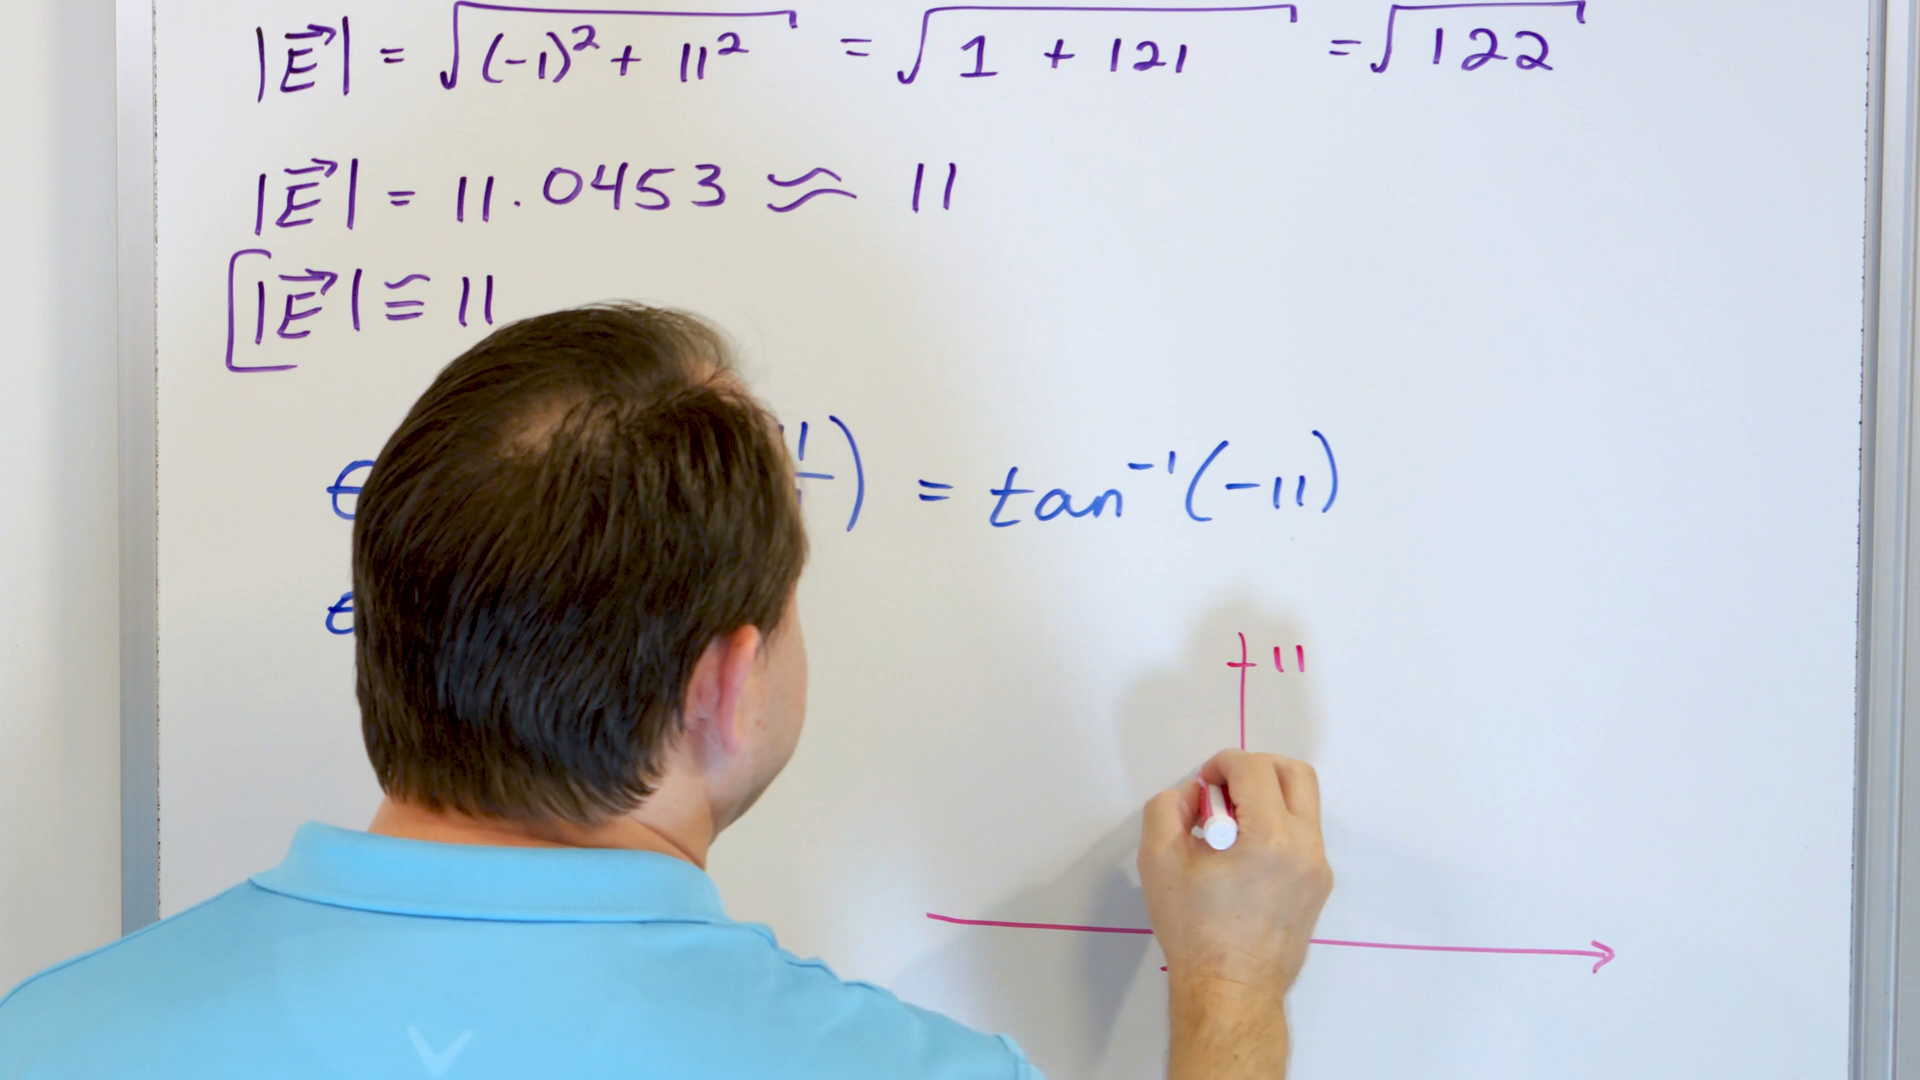 |E⃗| = √((-1)² + 11²) = √(1 + 121) = √122
|E⃗| = 11.0453 ≈ 11
|E⃗| ≅ 11
) = tan⁻¹(-11)
11